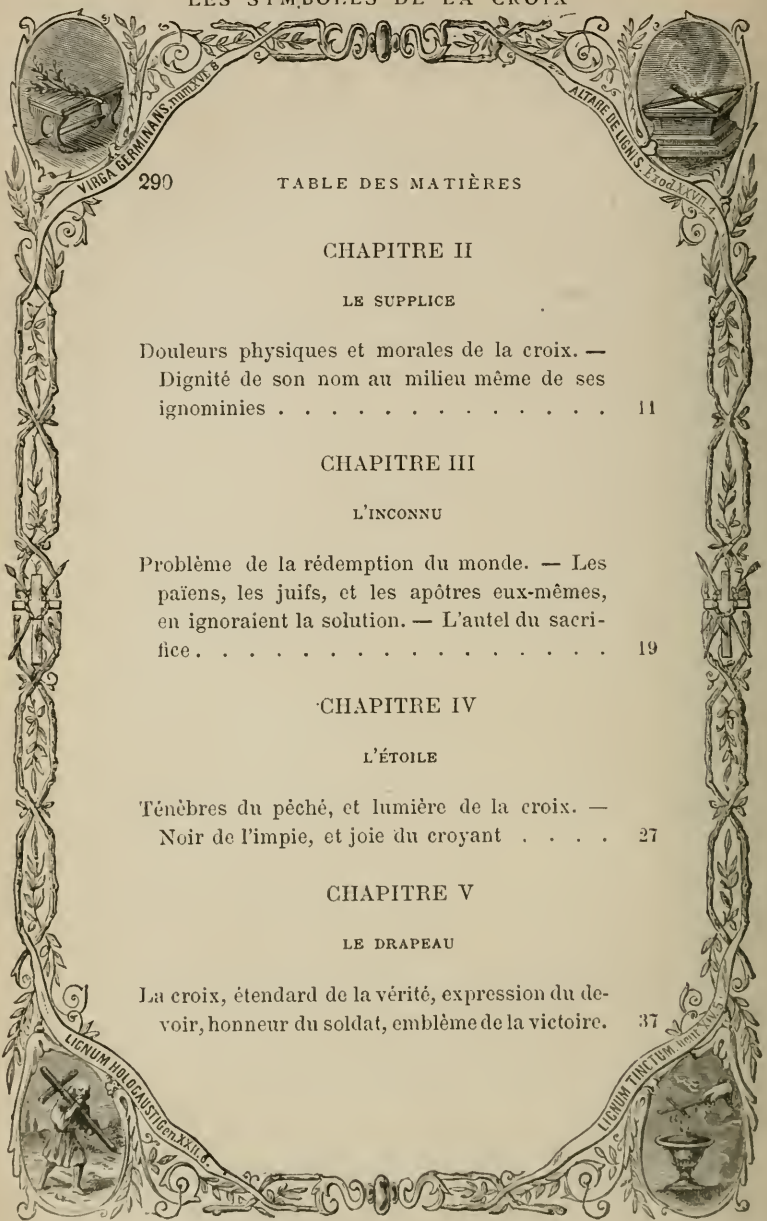 LES SYMBOLES DE LA CROIX
VIRGA GERMINANS.
ALTARE DE LIGNIS. Exod. XXVII. 1
290 TABLE DES MATIÈRES
CHAPITRE II
LE SUPPLICE
Douleurs physiques et morales de la croix. —
Dignité de son nom au milieu même de ses
ignominies . . . . . . . . . . . . . . 11
CHAPITRE III
L'INCONNU
Problème de la rédemption du monde. — Les
païens, les juifs, et les apôtres eux-mêmes,
en ignoraient la solution. — L'autel du sacri-
fice. . . . . . . . . . . . . . . . . 19
CHAPITRE IV
L'ÉTOILE
Ténèbres du péché, et lumière de la croix. —
Noir de l'impie, et joie du croyant . . . . 27
CHAPITRE V
LE DRAPEAU
La croix, étendard de la vérité, expression du de-
voir, honneur du soldat, emblème de la victoire. 37
LIGNUM HOLOCAUSTI Gen. XXII. 6.
LIGNUM TINCTUM. XIV. 5.